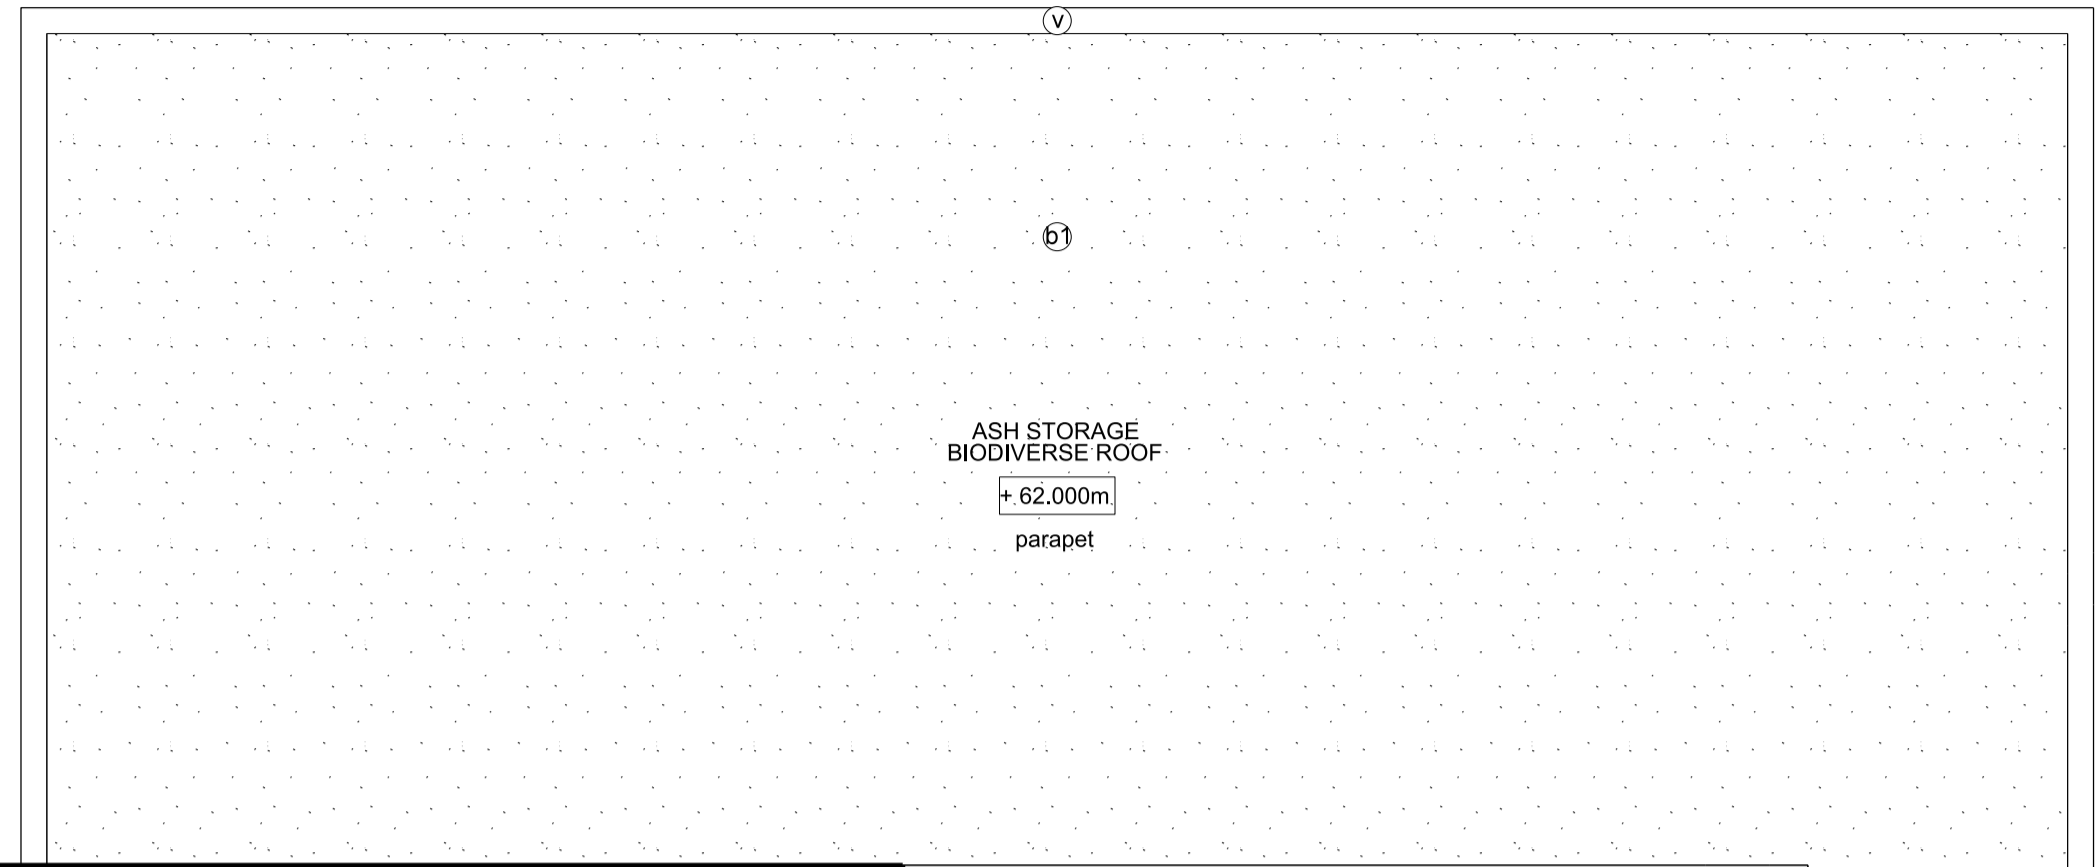 v
b1
ASH STORAGE
BIODIVERSE ROOF
+ 62.000m
parapet